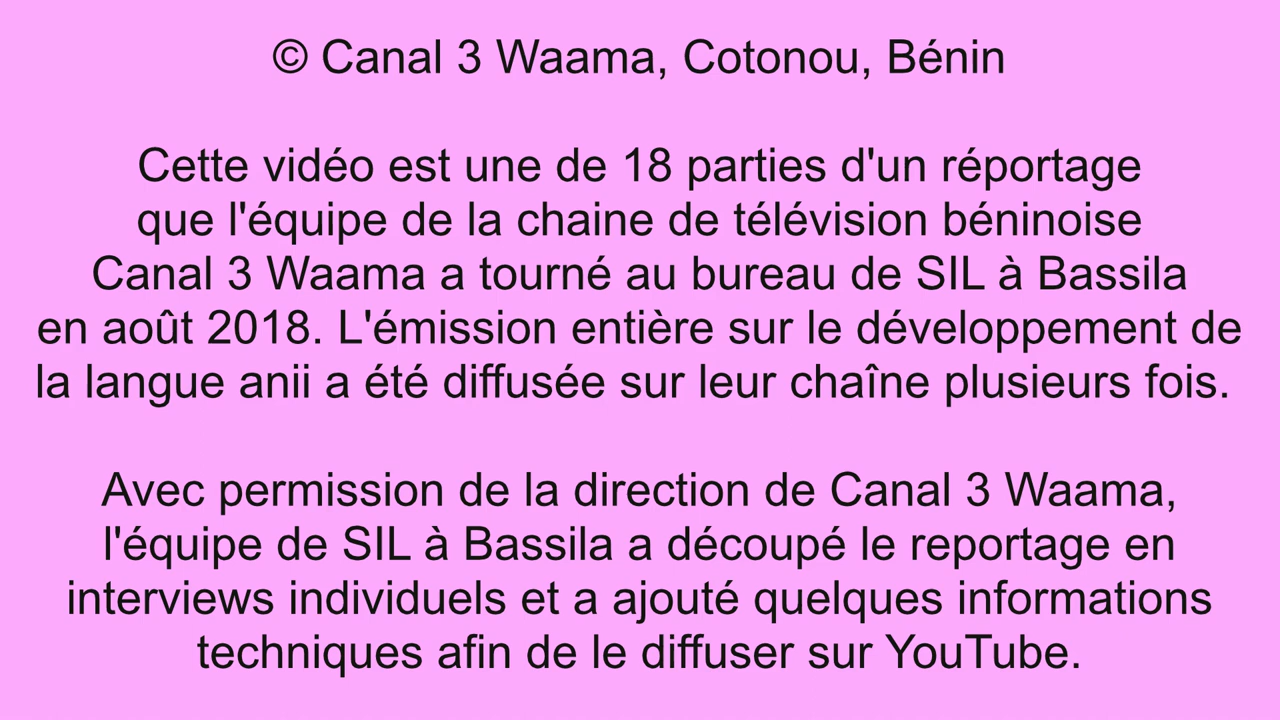 © Canal 3 Waama, Cotonou, Bénin
Cette vidéo est une de 18 parties d'un réportage
que l'équipe de la chaine de télévision béninoise
Canal 3 Waama a tourné au bureau de SIL à Bassila
en août 2018. L'émission entière sur le développement de
la langue anii a été diffusée sur leur chaîne plusieurs fois.
Avec permission de la direction de Canal 3 Waama,
l'équipe de SIL à Bassila a découpé le reportage en
interviews individuels et a ajouté quelques informations
techniques afin de le diffuser sur YouTube.